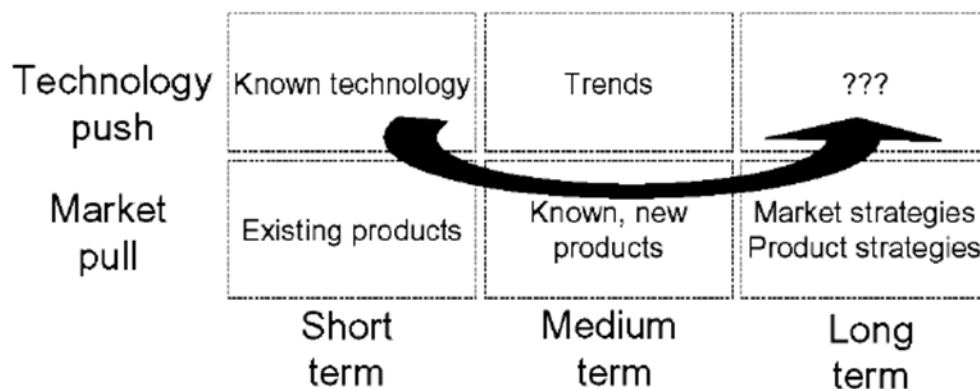 Technology
push
Known technology
Trends
???
Market
pull
Existing products
Known, new
products
Market strategies
Product strategies
Short
term
Medium
term
Long
term